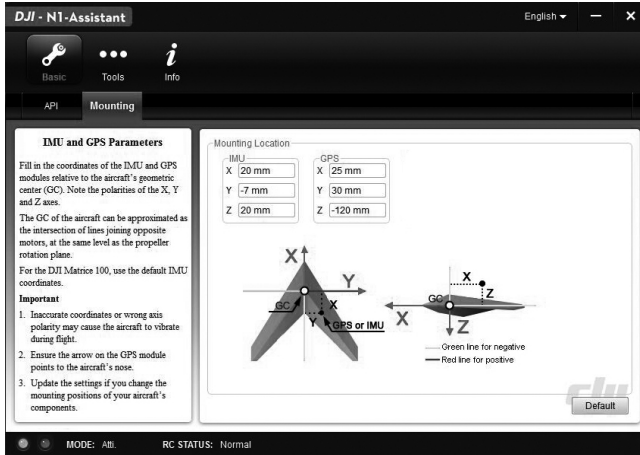 DJI - N1-Assistant
English
Basic
Tools
Info
API
Mounting
IMU and GPS Parameters
Fill in the coordinates of the IMU and GPS
modules relative to the aircraft's geometric
center (GC). Note the polarities of the X, Y
and Z axes.
The GC of the aircraft can be approximated as
the intersection of lines joining opposite
motors, at the same level as the propeller
rotation plane.
For the DJI Matrice 100, use the default IMU
coordinates.
Important
1. Inaccurate coordinates or wrong axis
polarity may cause the aircraft to vibrate
during flight.
2. Ensure the arrow on the GPS module
points to the aircraft's nose.
3. Update the settings if you change the
mounting positions of your aircraft's
components.
Mounting Location
IMU
X 20 mm
Y -7 mm
Z 20 mm
GPS
X 25 mm
Y 30 mm
Z -120 mm
X
Y
GC
X
Y
GPS or IMU
X
GC
Z
X
Z
Green line for negative
Red line for positive
dji
Default
MODE: Atti. RC STATUS: Normal